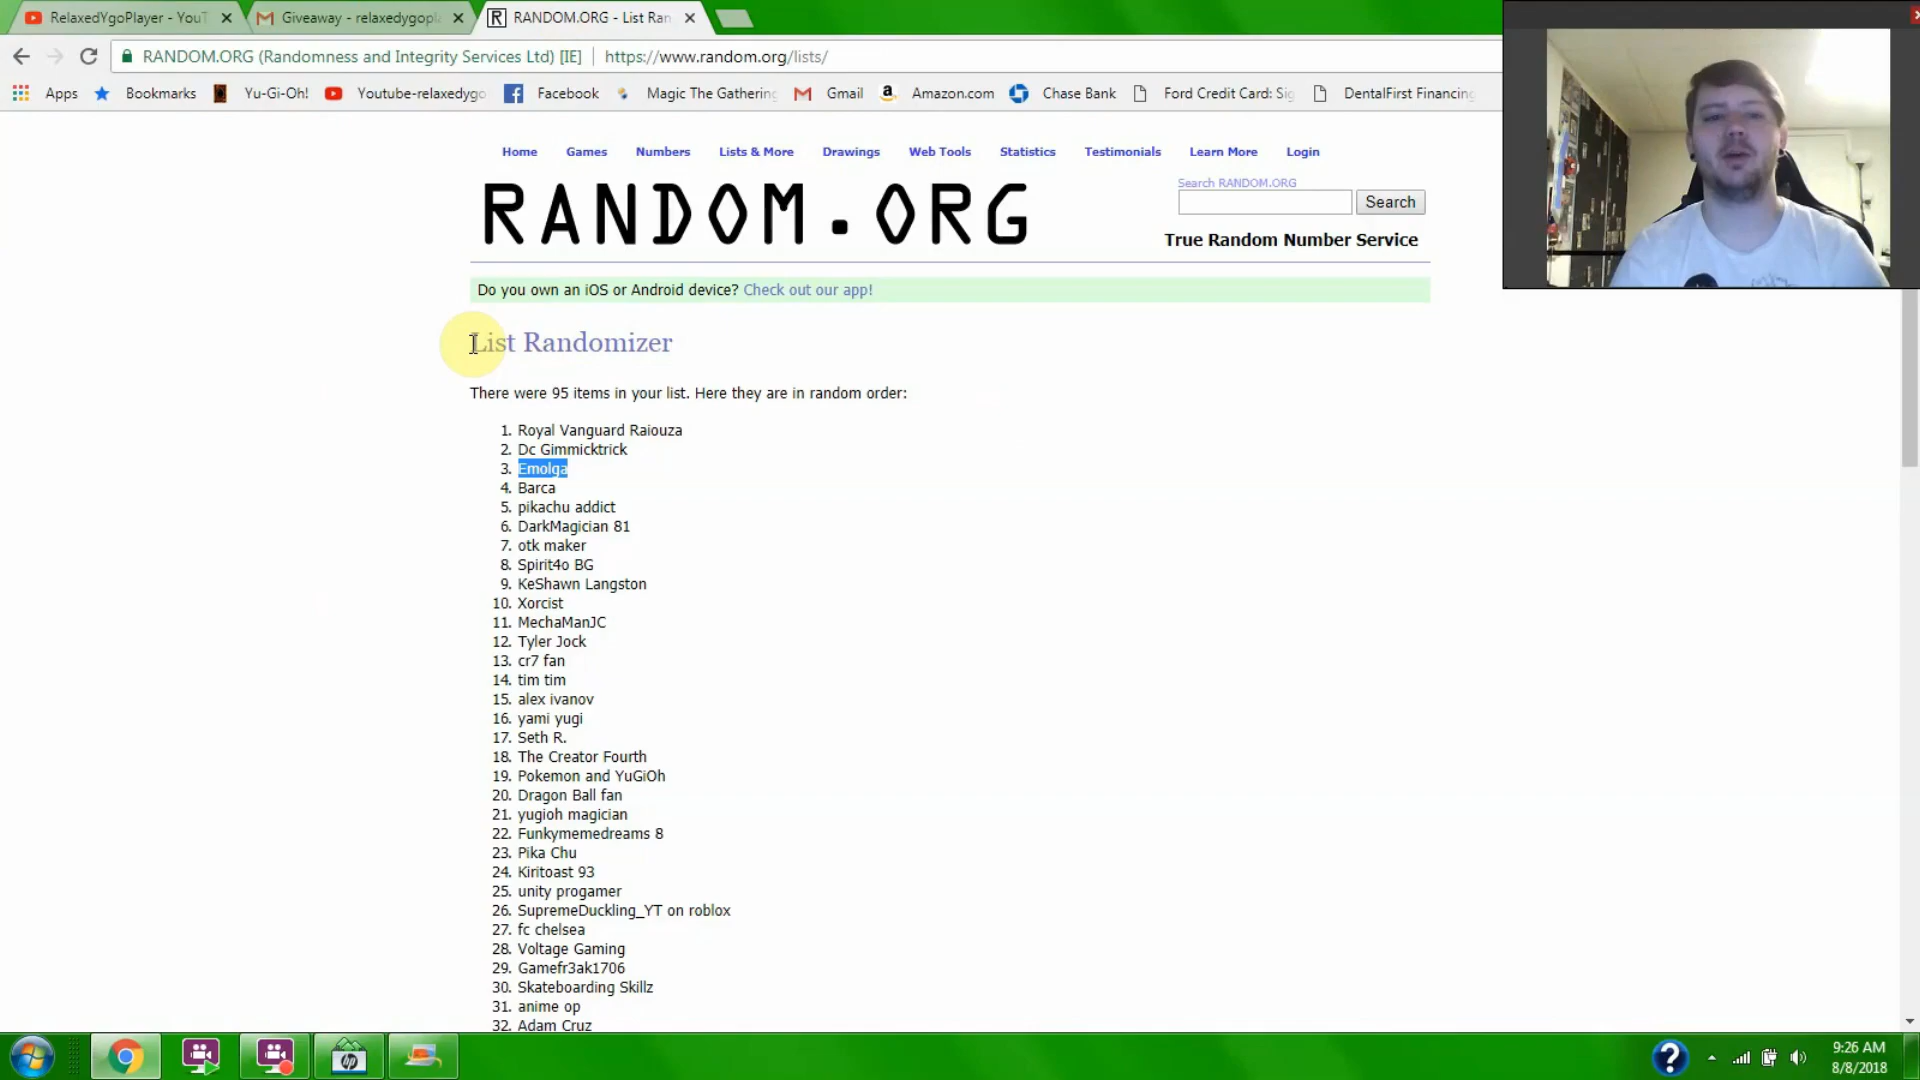 RelaxedYgoPlayer - YouT
Giveaway - relaxedygopl
RANDOM.ORG - List Ran
RANDOM.ORG (Randomness and Integrity Services Ltd) [IE] https://www.random.org/lists/
Apps Bookmarks Yu-Gi-Oh! Youtube-relaxedygo Facebook Magic The Gathering Gmail Amazon.com Chase Bank Ford Credit Card: Sig DentalFirst Financing
Home Games Numbers Lists & More Drawings Web Tools Statistics Testimonials Learn More Login
RANDOM.ORG
Search RANDOM.ORG
Search
True Random Number Service
Do you own an iOS or Android device? Check out our app!
List Randomizer
There were 95 items in your list. Here they are in random order:
1. Royal Vanguard Raiouza
2. Dc Gimmicktrick
3. Emolga
4. Barca
5. pikachu addict
6. DarkMagician 81
7. otk maker
8. Spirit4o BG
9. KeShawn Langston
10. Xorcist
11. MechaManJC
12. Tyler Jock
13. cr7 fan
14. tim tim
15. alex ivanov
16. yami yugi
17. Seth R.
18. The Creator Fourth
19. Pokemon and YuGiOh
20. Dragon Ball fan
21. yugioh magician
22. Funkymemedreams 8
23. Pika Chu
24. Kiritoast 93
25. unity progamer
26. SupremeDuckling_YT on roblox
27. fc chelsea
28. Voltage Gaming
29. Gamefr3ak1706
30. Skateboarding Skillz
31. anime op
32. Adam Cruz
9:26 AM
8/8/2018